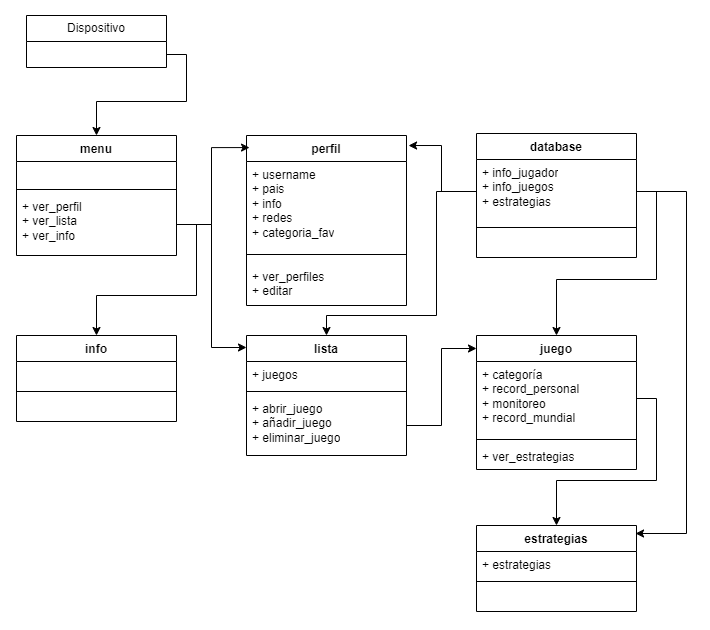 Dispositivo
menu
+ ver_perfil
+ ver_lista
+ ver_info
perfil
+ username
+ pais
+ info
+ redes
+ categoria_fav
+ ver_perfiles
+ editar
database
+ info_jugador
+ info_juegos
+ estrategias
info
lista
+ juegos
+ abrir_juego
+ añadir_juego
+ eliminar_juego
juego
+ categoría
+ record_personal
+ monitoreo
+ record_mundial
+ ver_estrategias
estrategias
+ estrategias